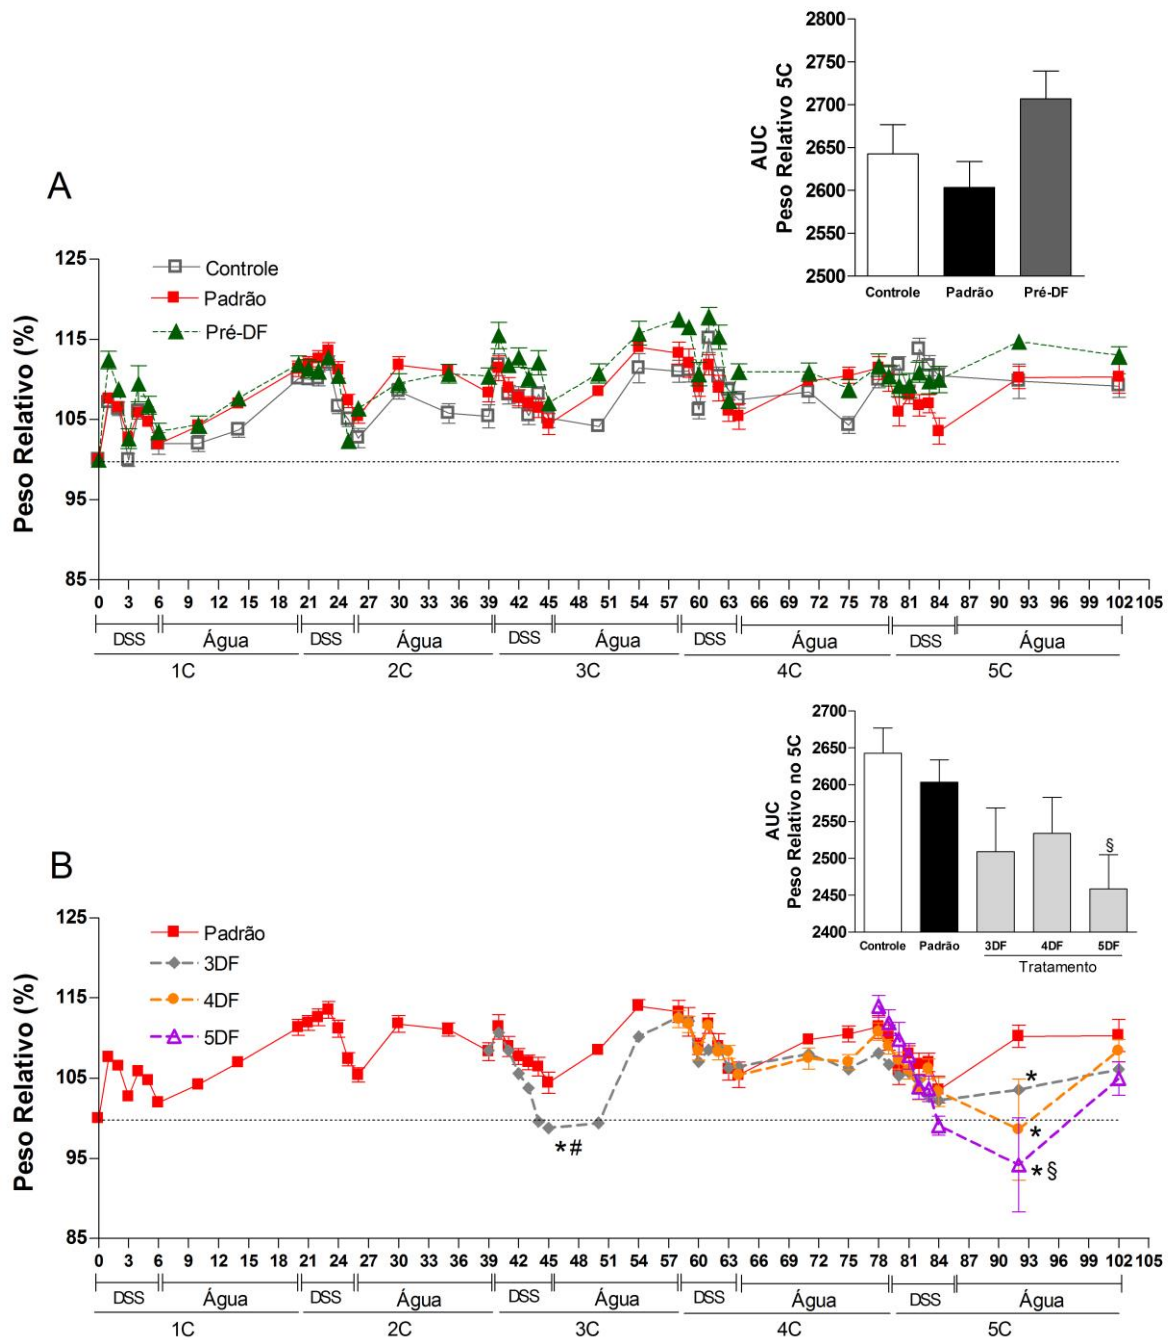 A
2800
2750
2700
2650
2600
2550
2500
AUC
Peso Relativo 5C
Controle Padrão Pré-DF
125
115
105
95
85
Peso Relativo (%)
Controle
Padrão
Pré-DF
0 3 6 9 12 15 18 21 24 27 30 33 36 39 42 45 48 51 54 57 60 63 66 69 72 75 78 81 84 87 90 93 96 99 102 105
DSS Água DSS Água DSS Água DSS Água DSS Água
1C 2C 3C 4C 5C
B
2700
2650
2600
2550
2500
2450
2400
AUC
Peso Relativo no 5C
§
Controle Padrão 3DF 4DF 5DF
Tratamento
125
115
105
95
85
Peso Relativo (%)
Padrão
3DF
4DF
5DF
*#
*
*
*§
0 3 6 9 12 15 18 21 24 27 30 33 36 39 42 45 48 51 54 57 60 63 66 69 72 75 78 81 84 87 90 93 96 99 102 105
DSS Água DSS Água DSS Água DSS Água DSS Água
1C 2C 3C 4C 5C